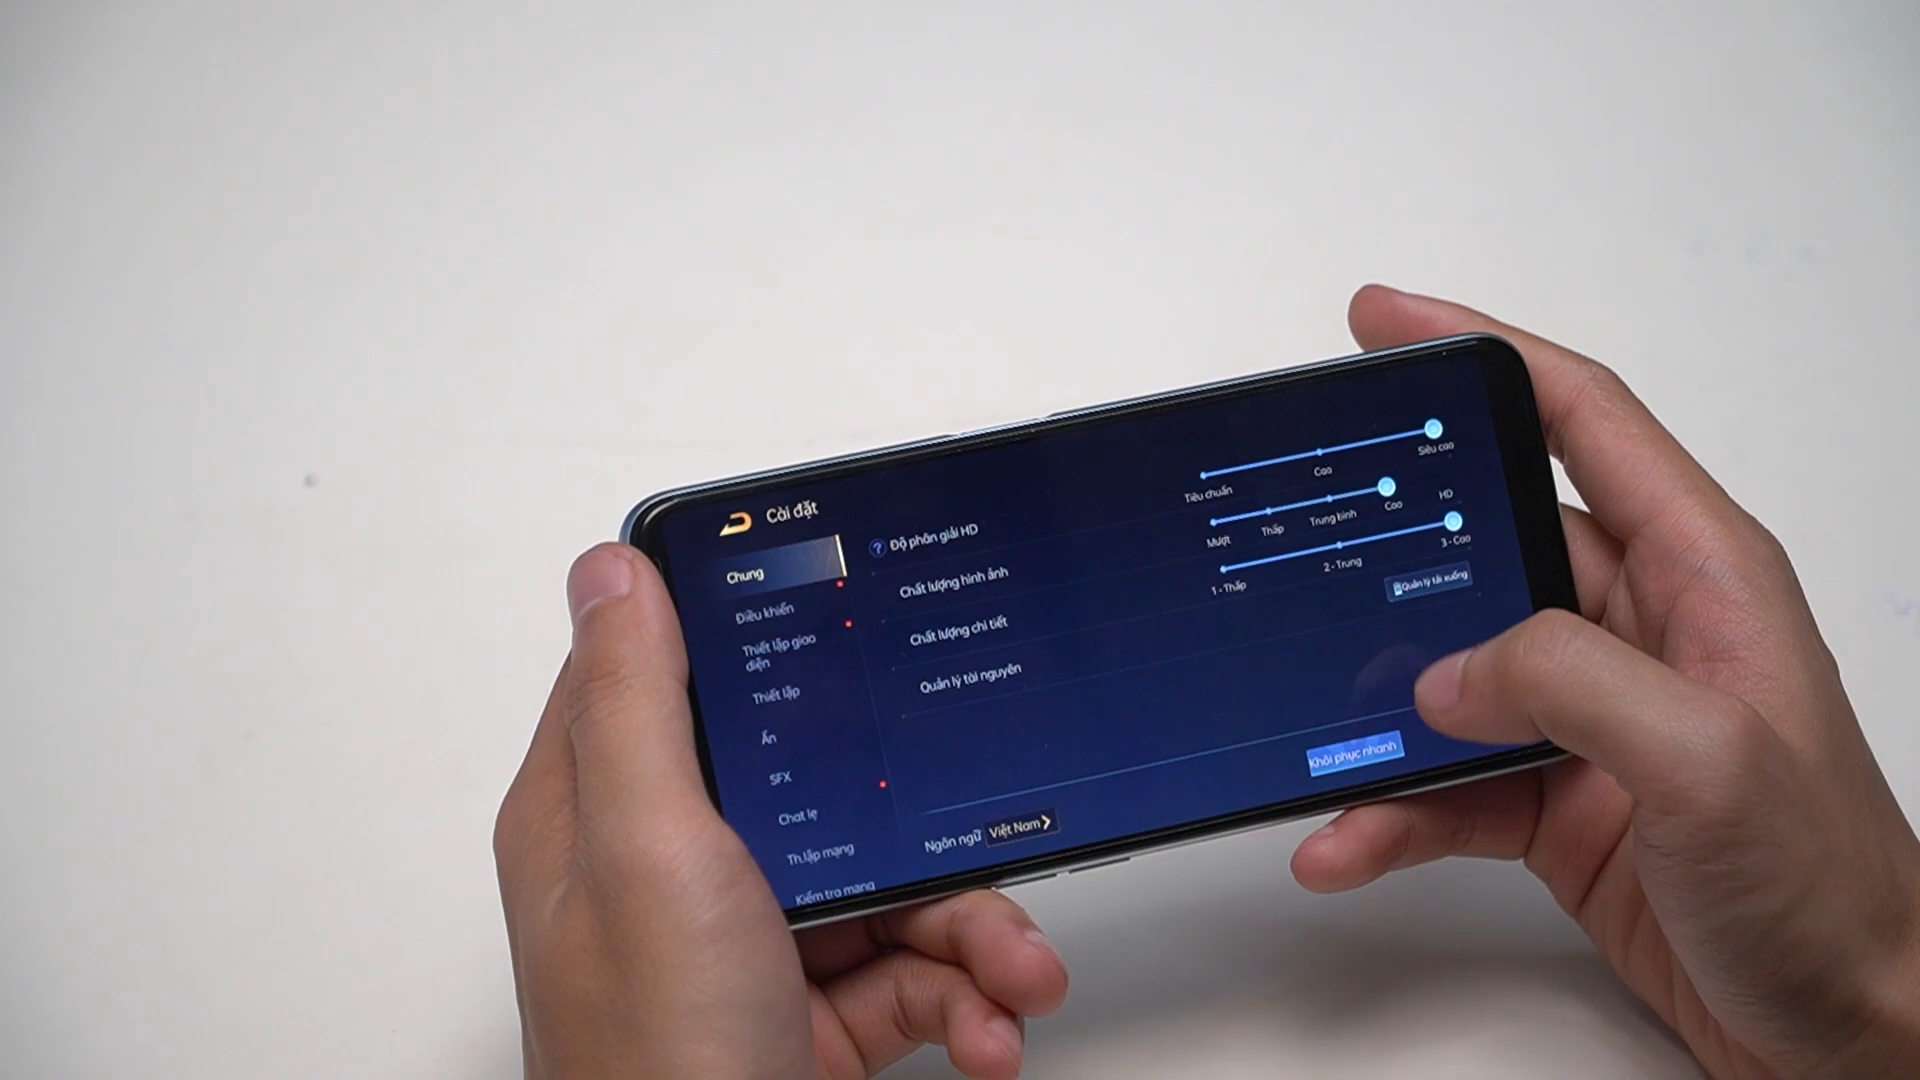 Cài đặt
Chung
Điều khiển
Thiết lập giao
diện
Thiết lập
Ấn
SFX
Chat lẹ
Th.lập mạng
Kiểm tra mạng
Độ phân giải HD
Tiêu chuẩn
Cao
Siêu cao
Chất lượng hình ảnh
Mượt
Thấp
Trung bình
Cao
HD
Chất lượng chi tiết
1 - Thấp
2 - Trung
3 - Cao
Quản lý tài nguyên
Quản lý tải xuống
Khôi phục nhanh
Ngôn ngữ
Việt Nam